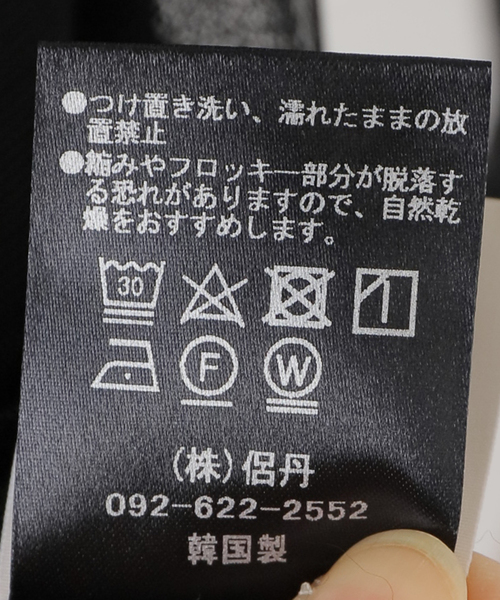 ●つけ置き洗い、濡れたままの放
置禁止
●縮みやフロッキー部分が脱落す
る恐れがありますので、自然乾
燥をおすすめします。
30
F W
(株)侶丹
092-622-2552
韓国製